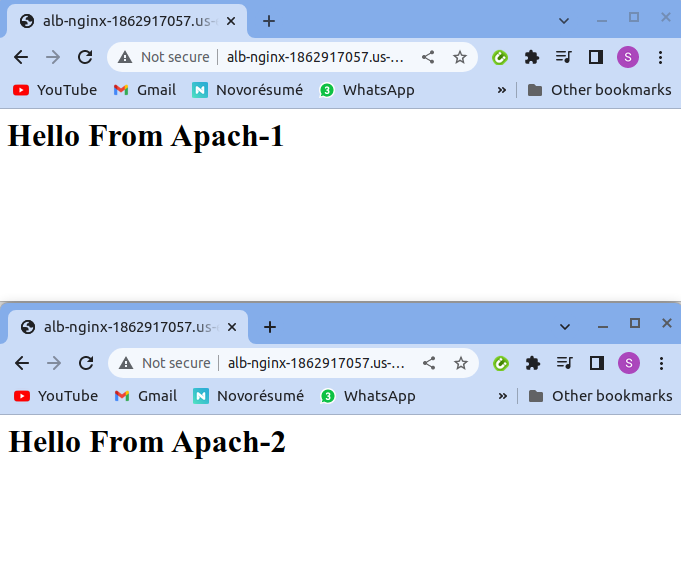 alb-nginx-1862917057.us-
Not secure alb-nginx-1862917057.us-... S
YouTube Gmail Novorésumé 3 WhatsApp » Other bookmarks
Hello From Apach-1
alb-nginx-1862917057.us-
Not secure alb-nginx-1862917057.us-... S
YouTube Gmail Novorésumé 3 WhatsApp » Other bookmarks
Hello From Apach-2